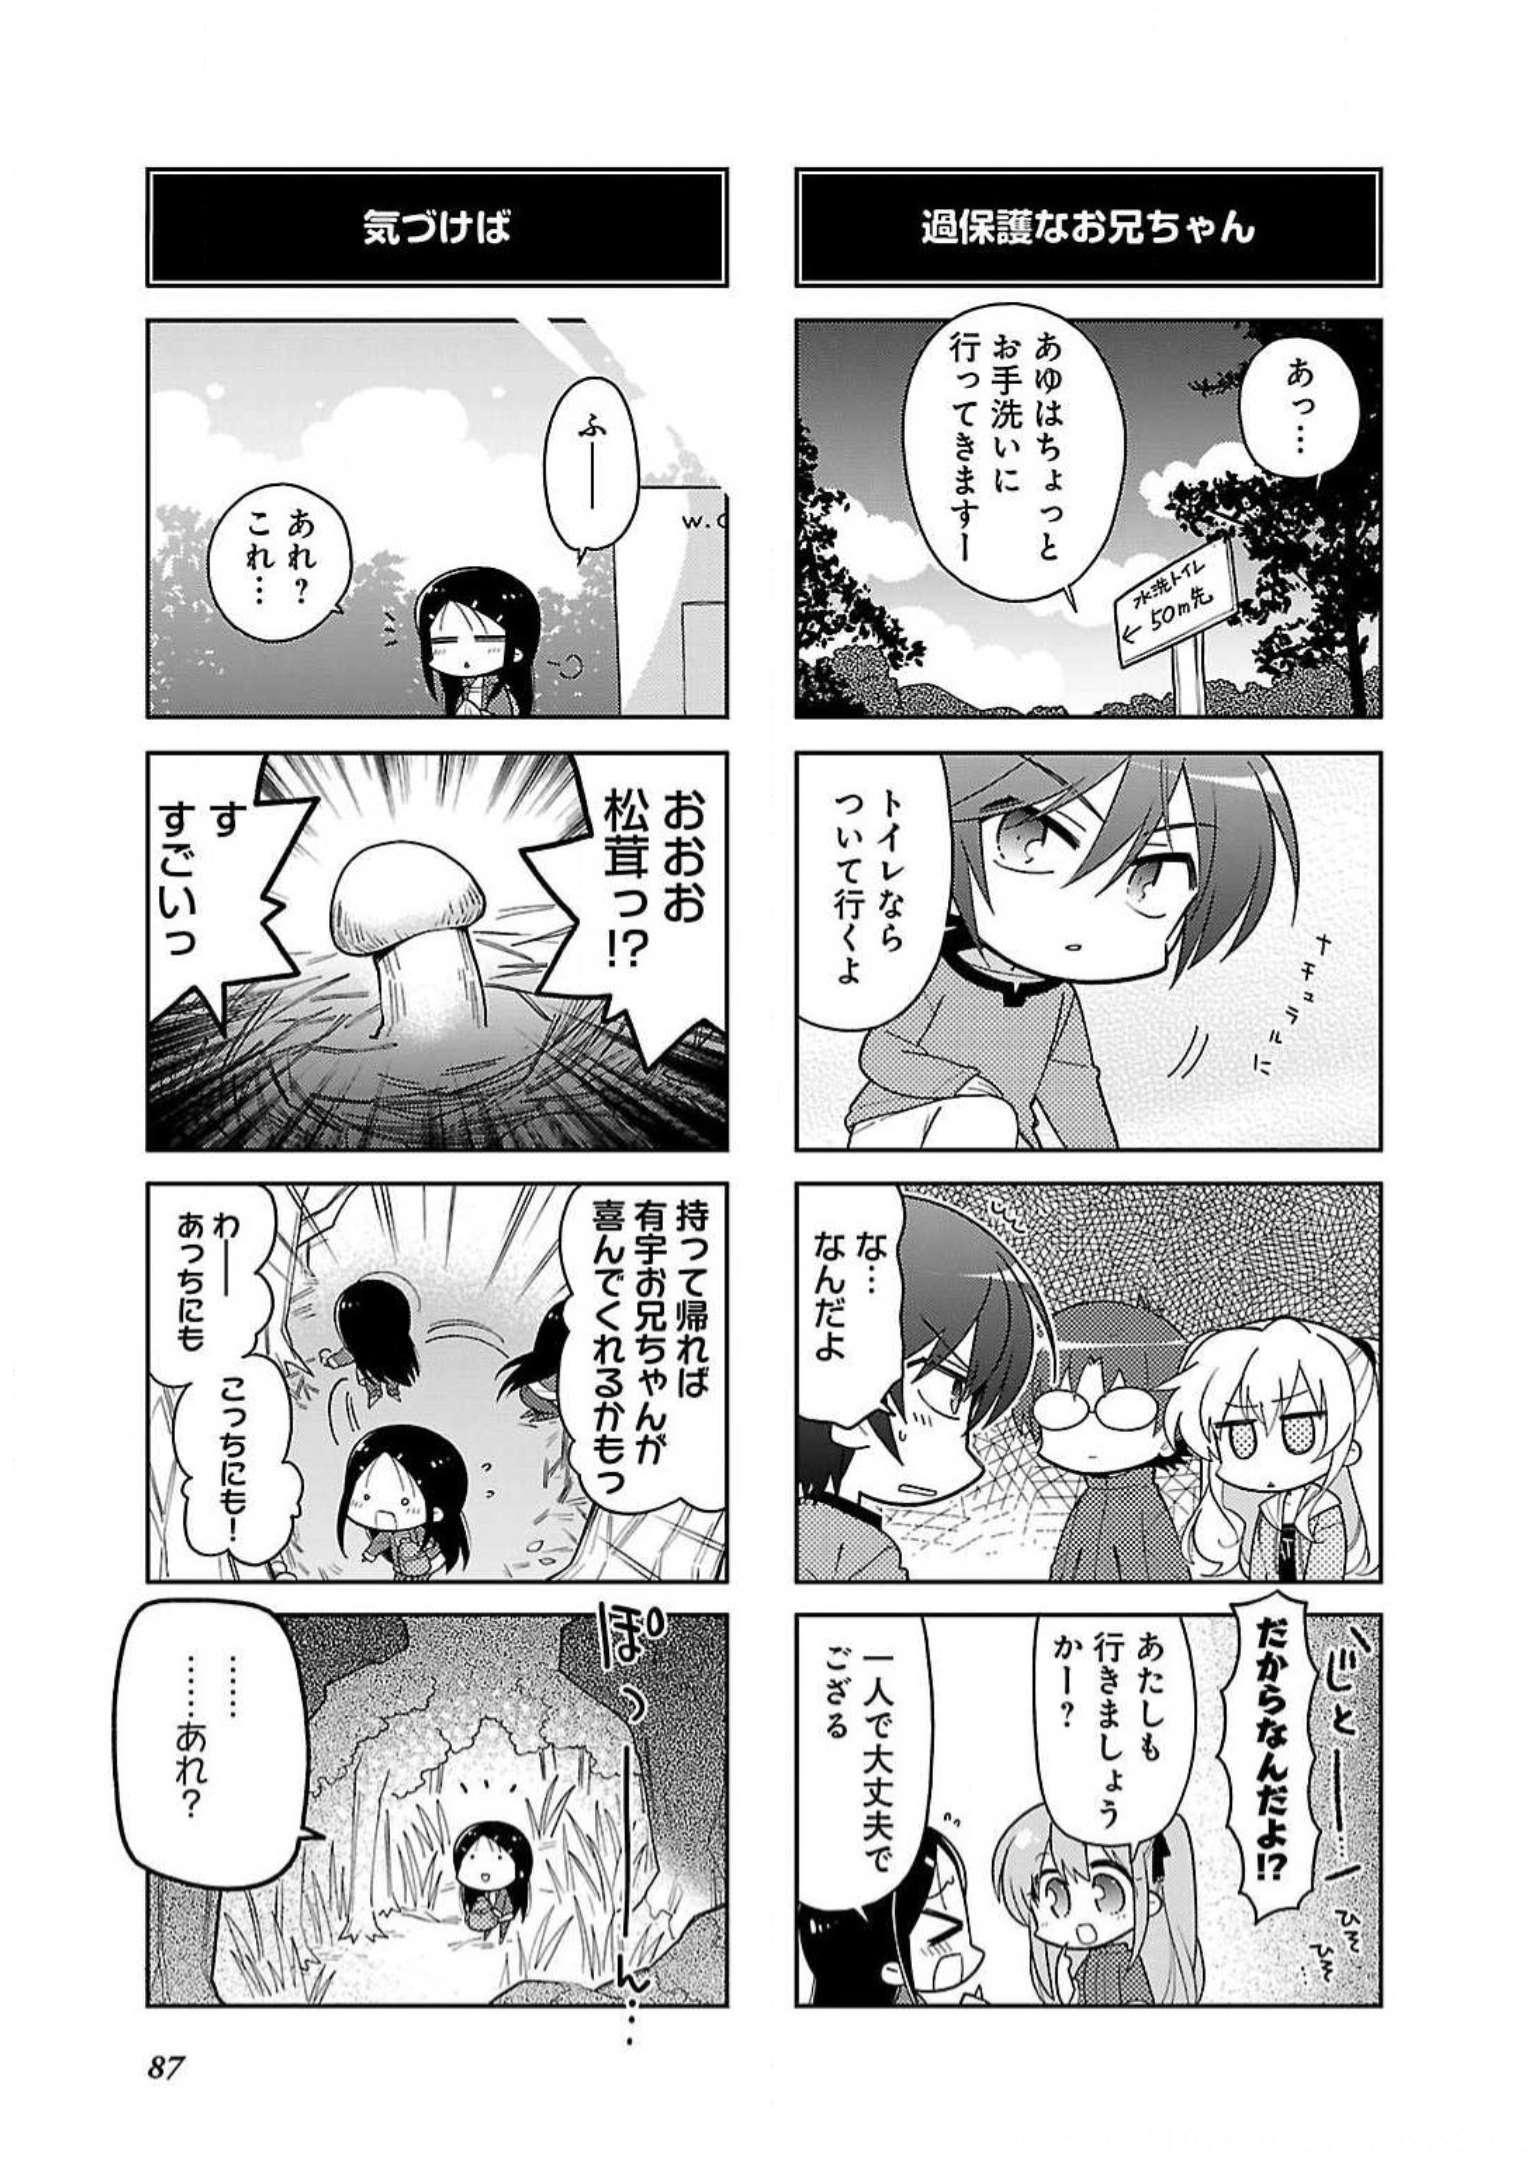 過保護なお兄ちゃん
あっ…
あゆはちょっと
お手洗いに
行ってきますー
水洗トイレ
←50m先
トイレなら
ついて行くよ
ナチュラルに
な…
なんだよ
じとーーー…
だからなんだよ!?
あたしも
行きましょう
かー?
ひそ
ひそ…
一人で大丈夫で
ござる
気づけば
ふー
w.c
あれ?
これ…
おおお
松茸っ!?
す
すごいっ
持って帰れば
有宇お兄ちゃんが
喜んでくれるかもっ
わー
あっちにも
こっちにも!
ぽつーーん……
……
……あれ?
87